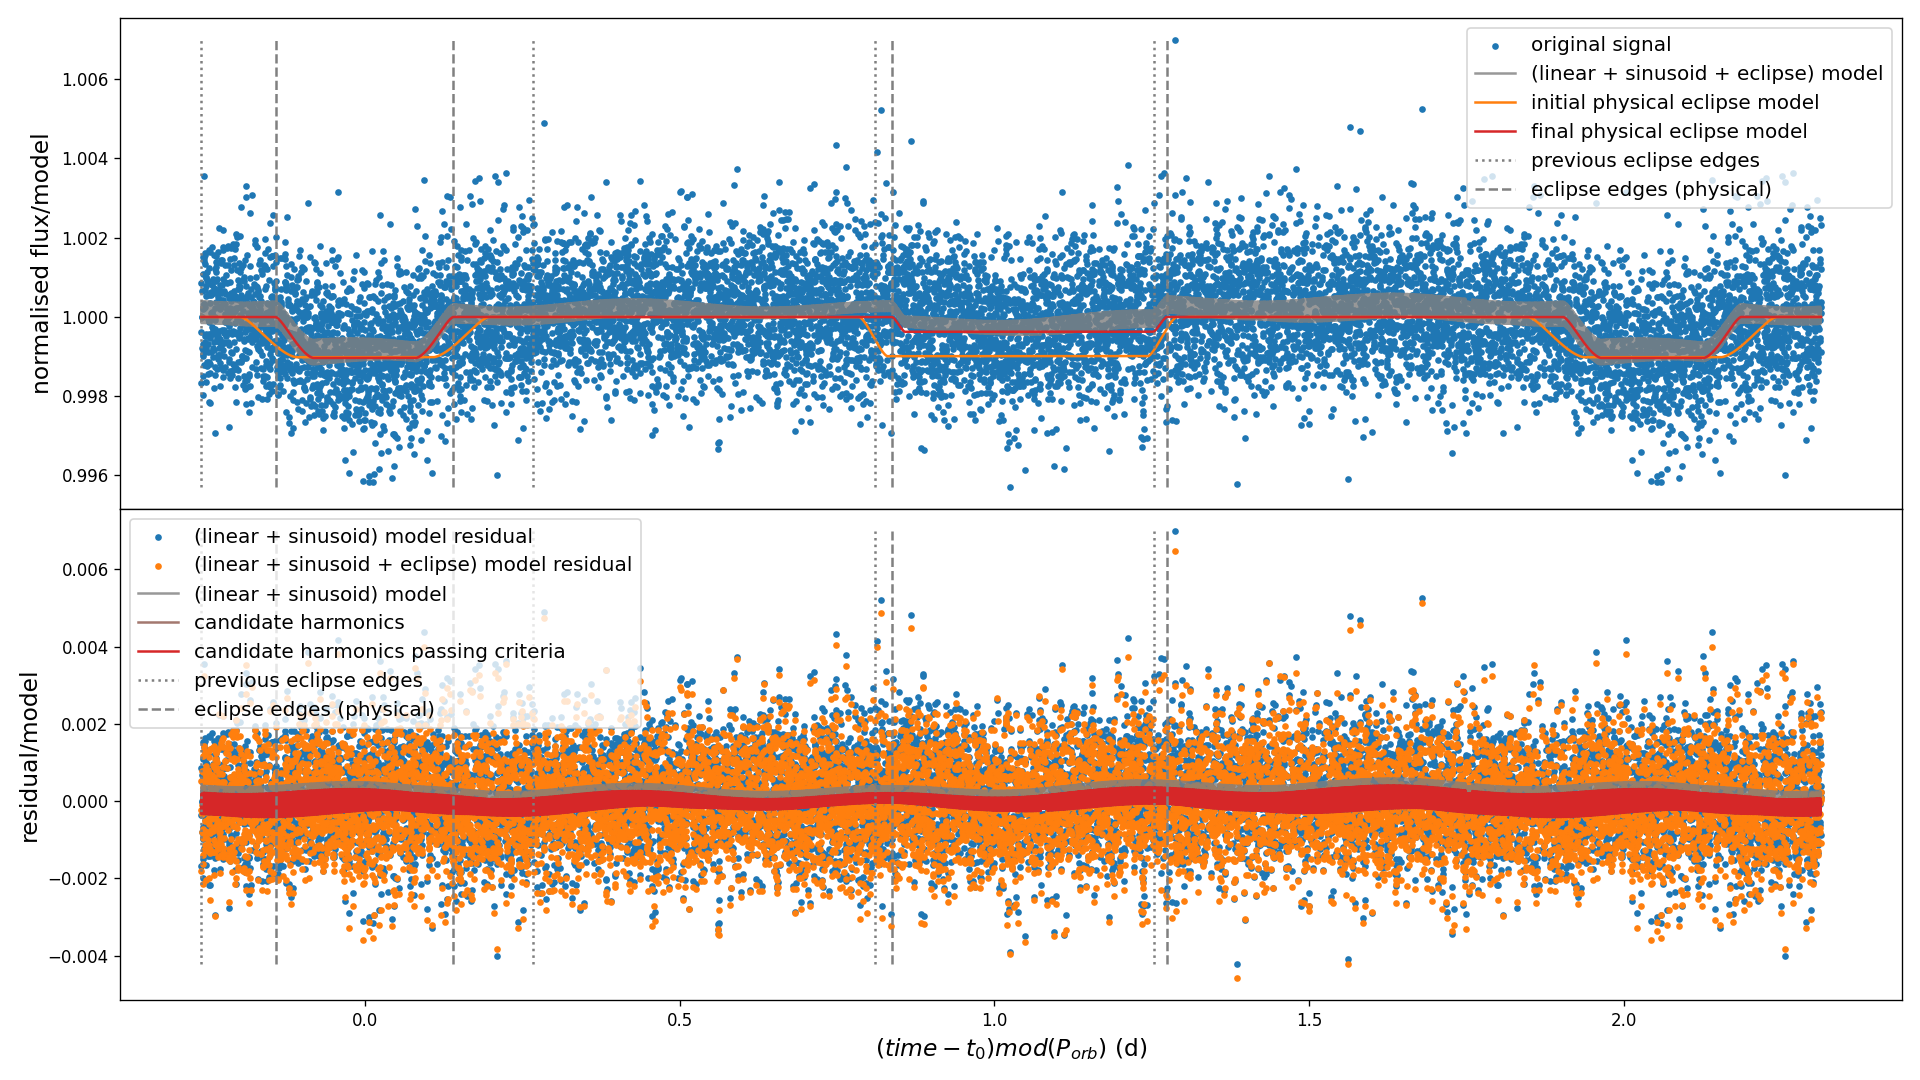 normalised flux/model
1.006
1.004
1.002
1.000
0.998
0.996
original signal
(linear + sinusoid + eclipse) model
initial physical eclipse model
final physical eclipse model
previous eclipse edges
eclipse edges (physical)
residual/model
0.006
0.004
0.002
0.000
−0.002
−0.004
(linear + sinusoid) model residual
(linear + sinusoid + eclipse) model residual
(linear + sinusoid) model
candidate harmonics
candidate harmonics passing criteria
previous eclipse edges
eclipse edges (physical)
0.0 0.5 1.0 1.5 2.0
(time − t₀)mod(P_orb) (d)